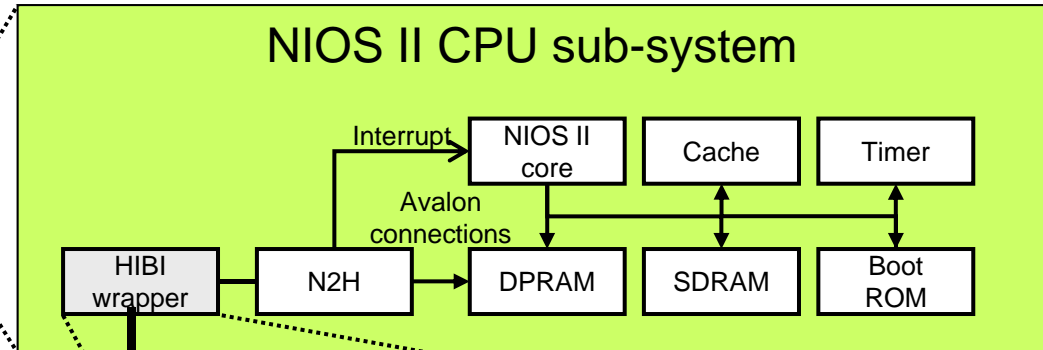 NIOS II CPU sub-system
Interrupt
NIOS II
core
Cache
Timer
Avalon
connections
HIBI
wrapper
N2H
DPRAM
SDRAM
Boot
ROM